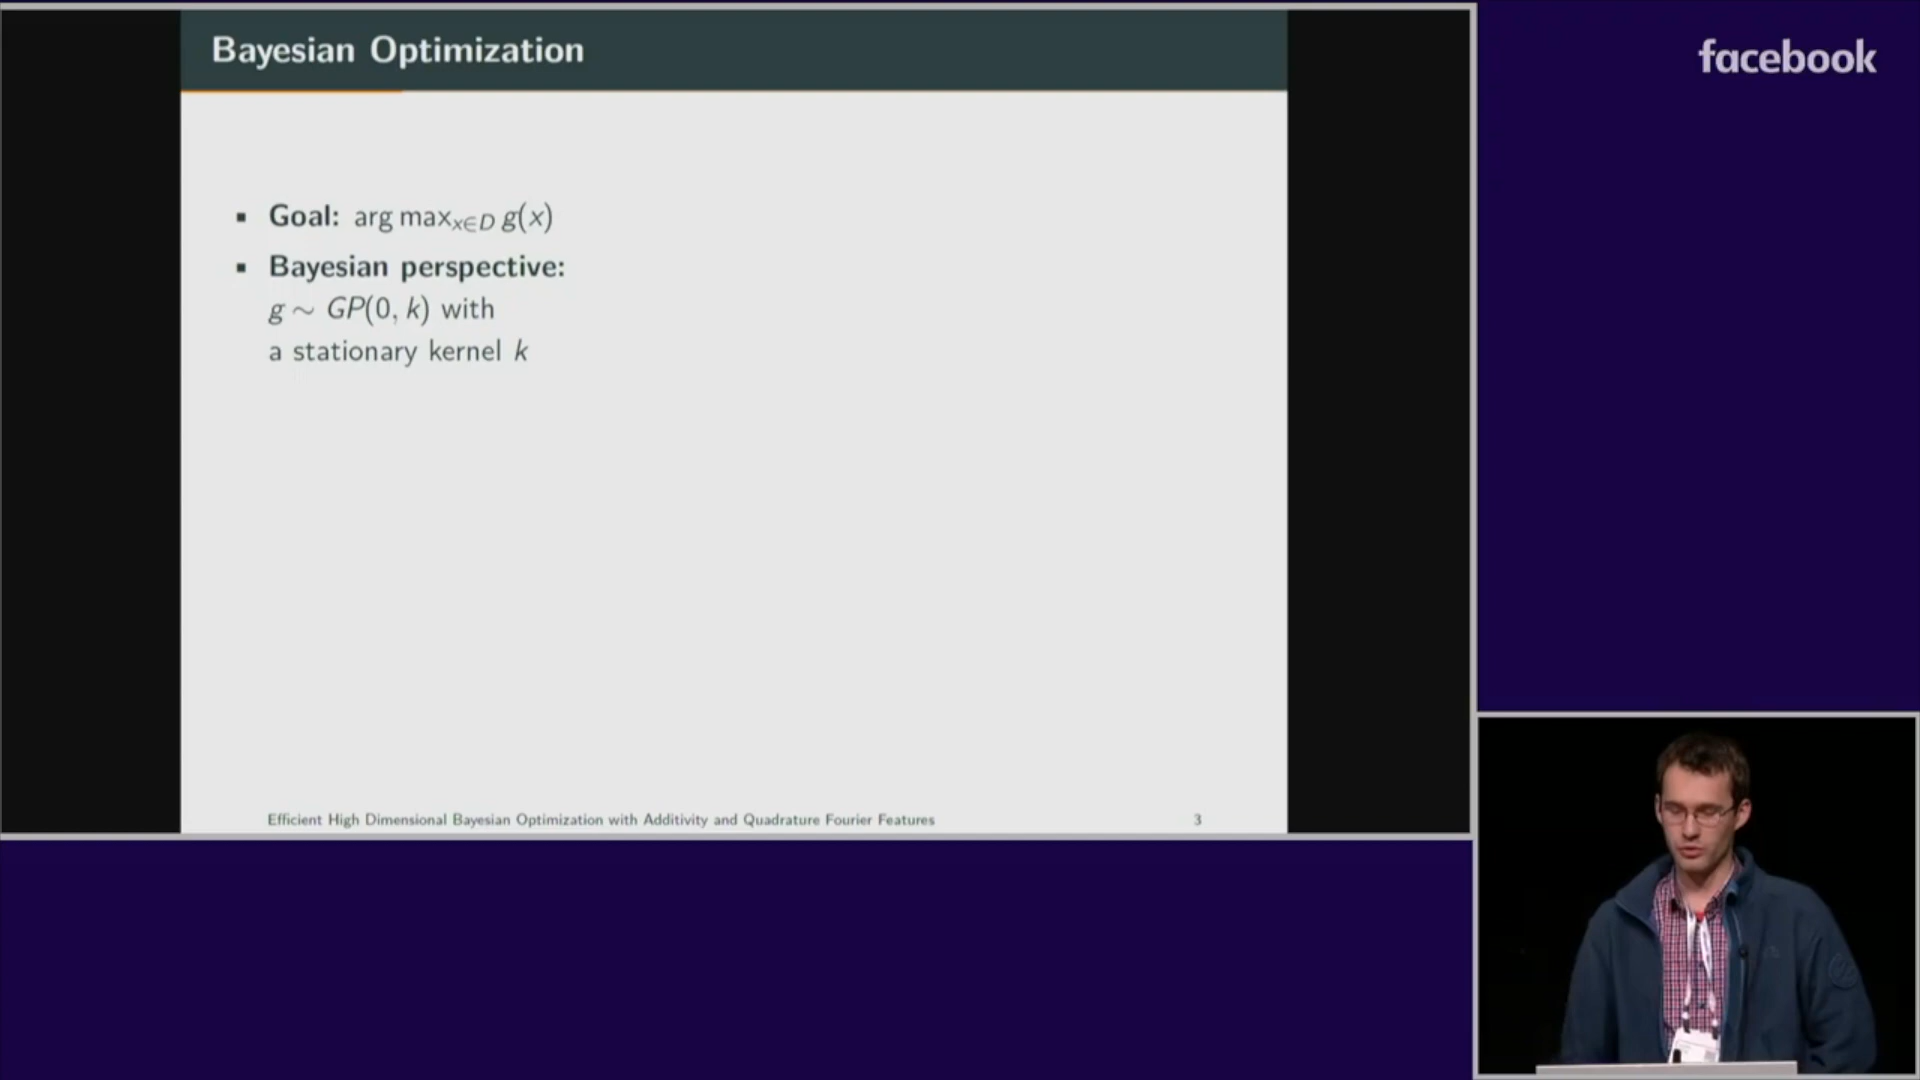 Bayesian Optimization
facebook
▪ Goal: arg max_{x∈D} g(x)
▪ Bayesian perspective:
g ∼ GP(0, k) with
a stationary kernel k
Efficient High Dimensional Bayesian Optimization with Additivity and Quadrature Fourier Features 3